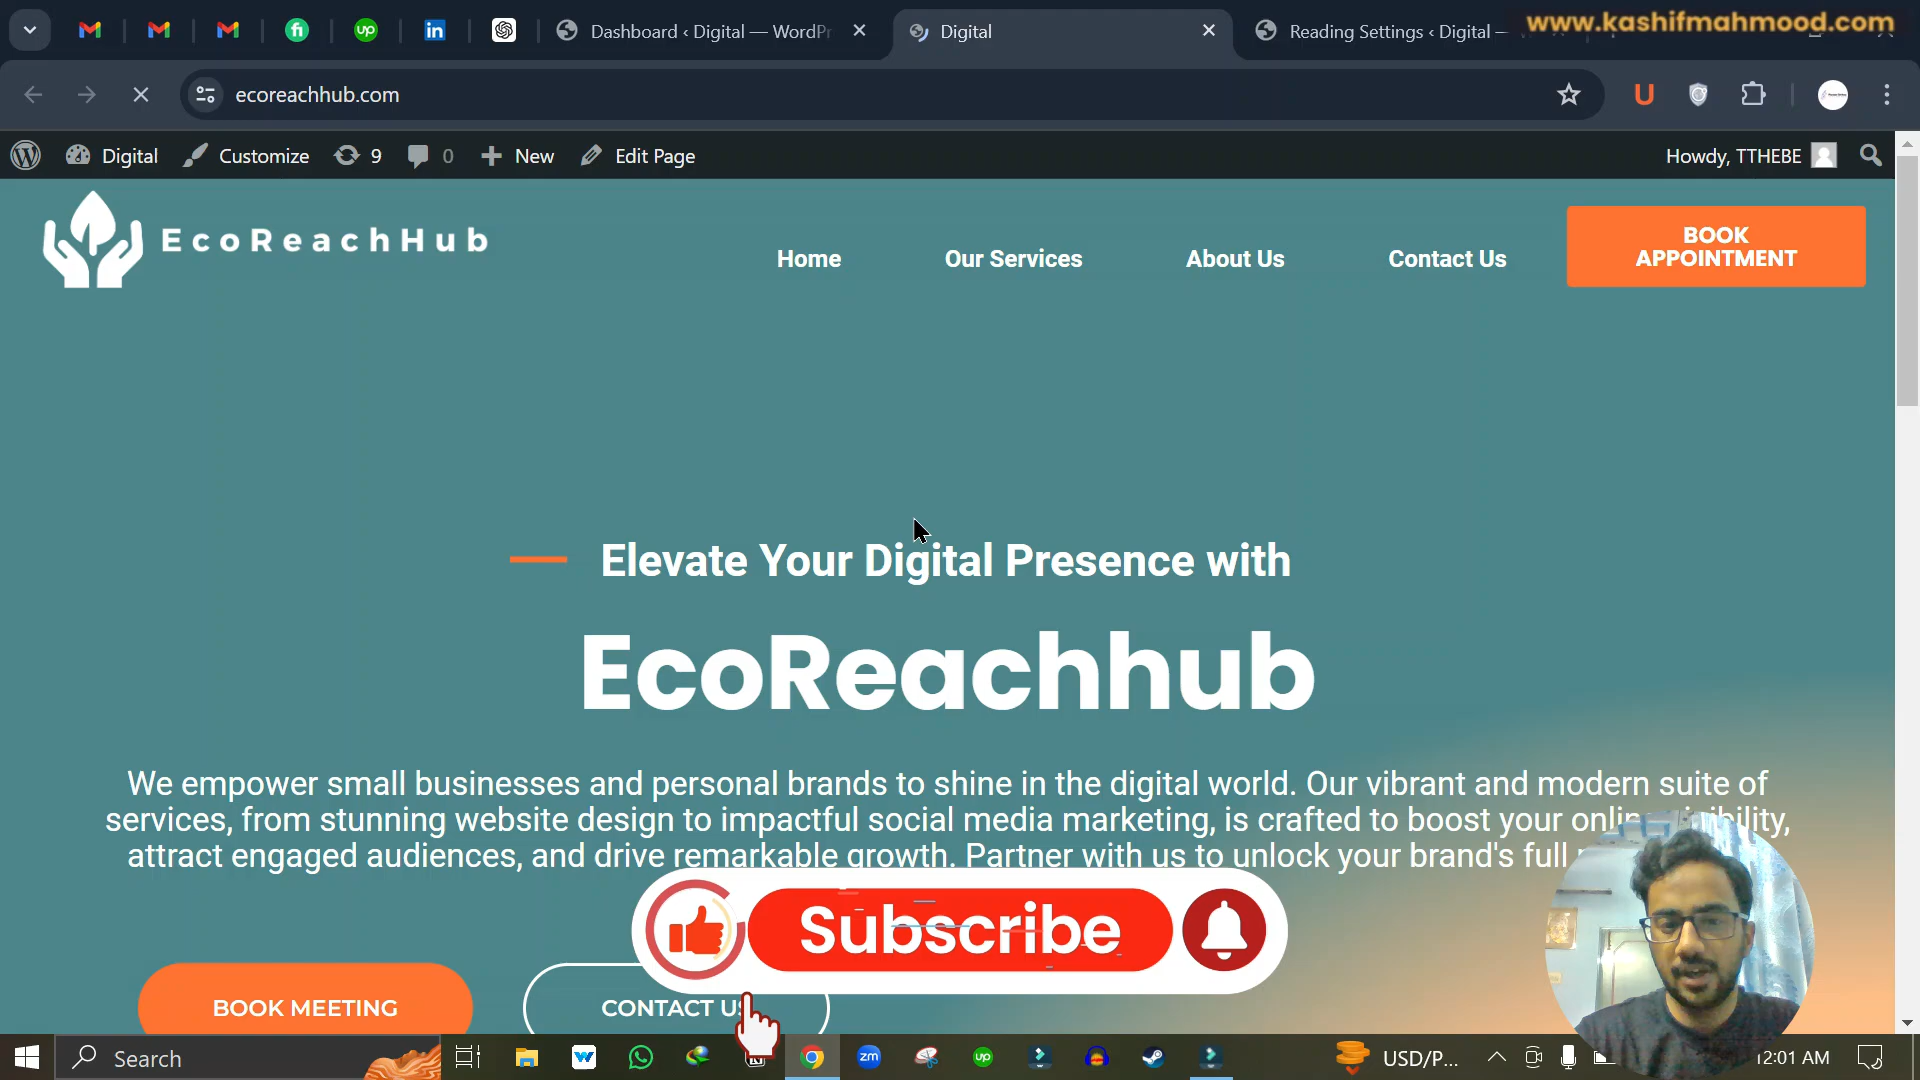 Dashboard ‹ Digital — WordPr
Digital
Reading Settings ‹ Digital —
www.kashifmahmood.com
ecoreachhub.com
Digital
Customize
9
0
New
Edit Page
Howdy, TTHEBE
EcoReachHub
Home
Our Services
About Us
Contact Us
BOOK
APPOINTMENT
Elevate Your Digital Presence with
EcoReachhub
We empower small businesses and personal brands to shine in the digital world. Our vibrant and modern suite of
services, from stunning website design to impactful social media marketing, is crafted to boost your
attract engaged audiences, and drive remarkable growth. Partner with us to unlock your brand's full
Subscribe
BOOK MEETING
CONTACT US
Search
USD/P...
12:01 AM